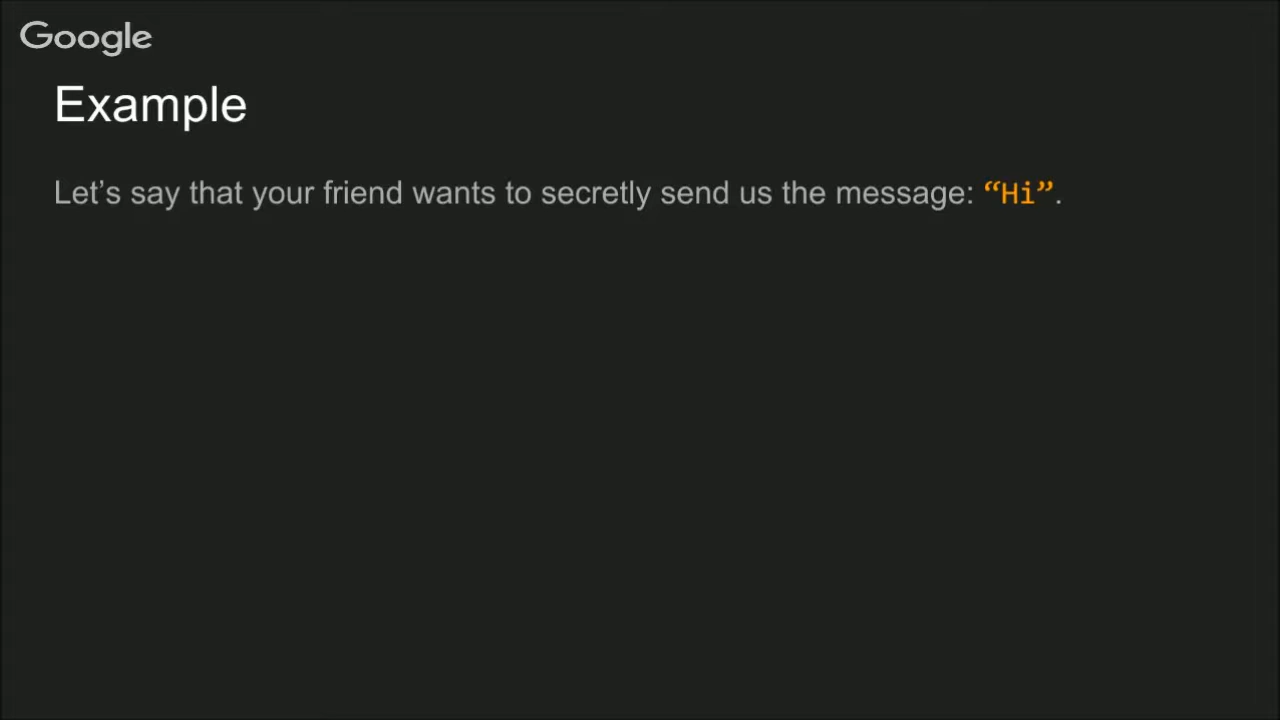 Google
Example
Let’s say that your friend wants to secretly send us the message: “Hi”.